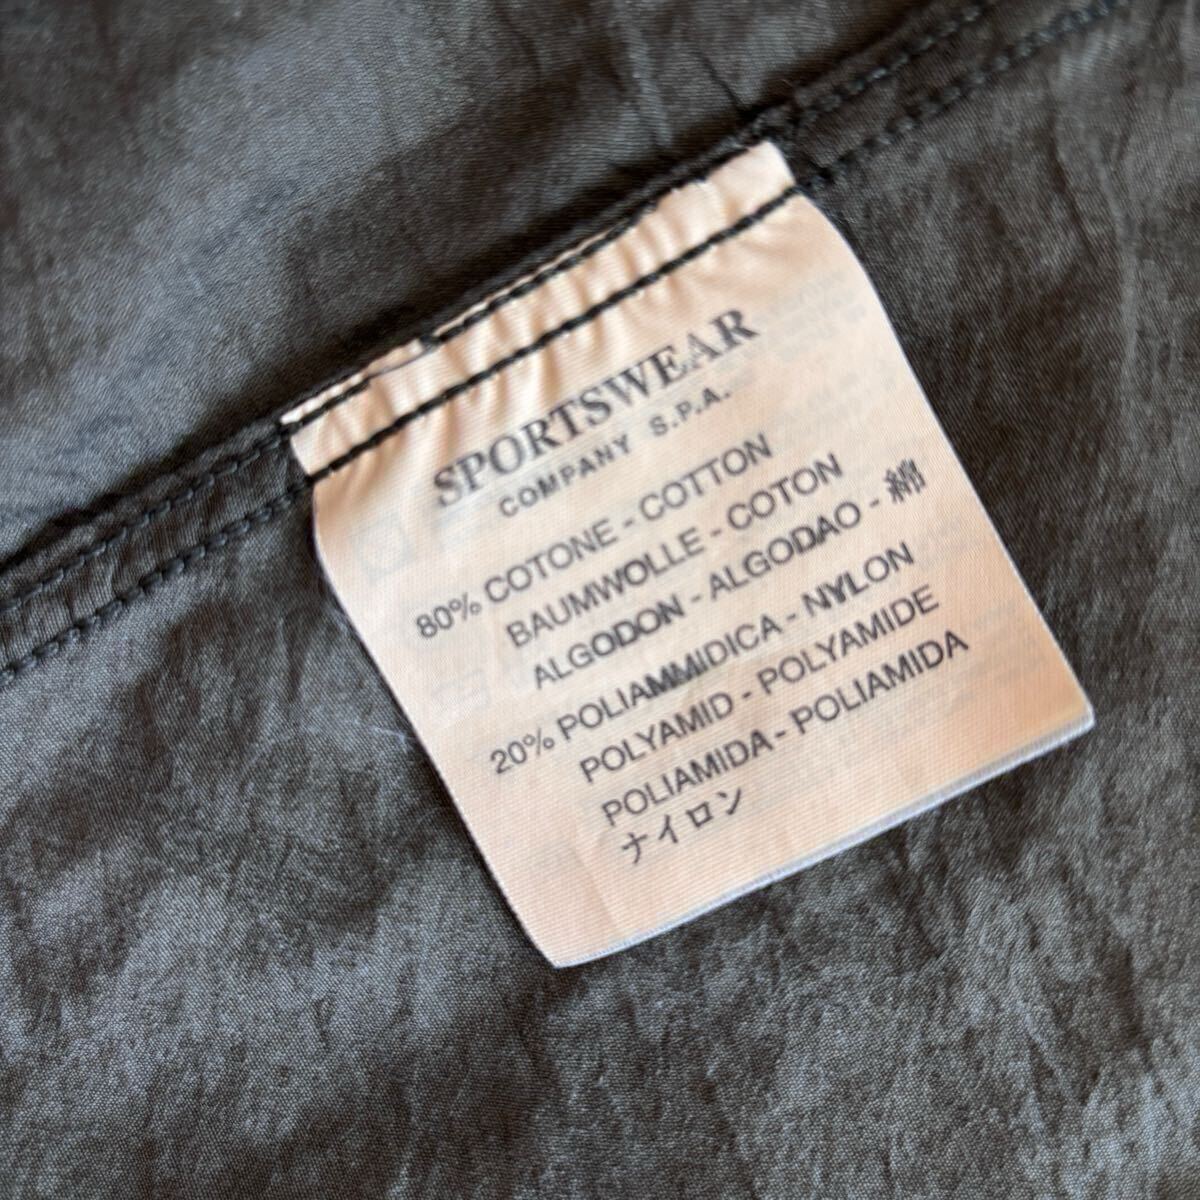 SPORTSWEAR
COMPANY S.P.A.
80% COTONE - COTTON
BAUMWOLLE - COTON
ALGODON - ALGODAO - 綿
20% POLIAMMIDICA - NYLON
POLYAMID - POLYAMIDE
POLIAMIDA - POLIAMIDA
ナイロン